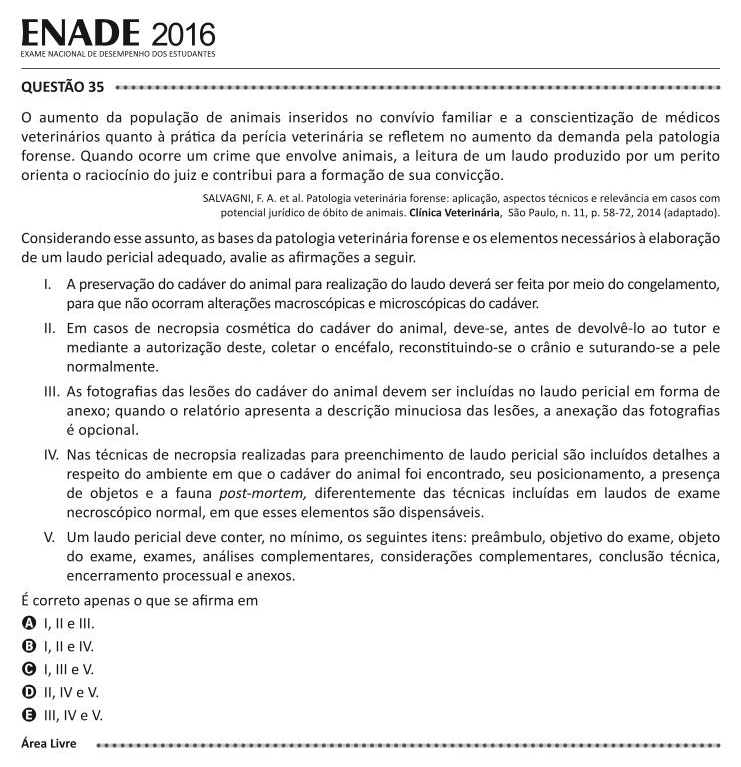 ENADE 2016
EXAME NACIONAL DE DESEMPENHO DOS ESTUDANTES
QUESTÃO 35
O aumento da população de animais inseridos no convívio familiar e a conscientização de médicos
veterinários quanto à prática da perícia veterinária se refletem no aumento da demanda pela patologia
forense. Quando ocorre um crime que envolve animais, a leitura de um laudo produzido por um perito
orienta o raciocínio do juiz e contribui para a formação de sua convicção.
SALVAGNI, F. A. et al. Patologia veterinária forense: aplicação, aspectos técnicos e relevância em casos com
potencial jurídico de óbito de animais. Clínica Veterinária, São Paulo, n. 11, p. 58-72, 2014 (adaptado).
Considerando esse assunto, as bases da patologia veterinária forense e os elementos necessários à elaboração
de um laudo pericial adequado, avalie as afirmações a seguir.
I. A preservação do cadáver do animal para realização do laudo deverá ser feita por meio do congelamento,
para que não ocorram alterações macroscópicas e microscópicas do cadáver.
II. Em casos de necropsia cosmética do cadáver do animal, deve-se, antes de devolvê-lo ao tutor e
mediante a autorização deste, coletar o encéfalo, reconstituindo-se o crânio e suturando-se a pele
normalmente.
III. As fotografias das lesões do cadáver do animal devem ser incluídas no laudo pericial em forma de
anexo; quando o relatório apresenta a descrição minuciosa das lesões, a anexação das fotografias
é opcional.
IV. Nas técnicas de necropsia realizadas para preenchimento de laudo pericial são incluídos detalhes a
respeito do ambiente em que o cadáver do animal foi encontrado, seu posicionamento, a presença
de objetos e a fauna post-mortem, diferentemente das técnicas incluídas em laudos de exame
necroscópico normal, em que esses elementos são dispensáveis.
V. Um laudo pericial deve conter, no mínimo, os seguintes itens: preâmbulo, objetivo do exame, objeto
do exame, exames, análises complementares, considerações complementares, conclusão técnica,
encerramento processual e anexos.
É correto apenas o que se afirma em
A I, II e III.
B I, II e IV.
C I, III e V.
D II, IV e V.
E III, IV e V.
Área Livre